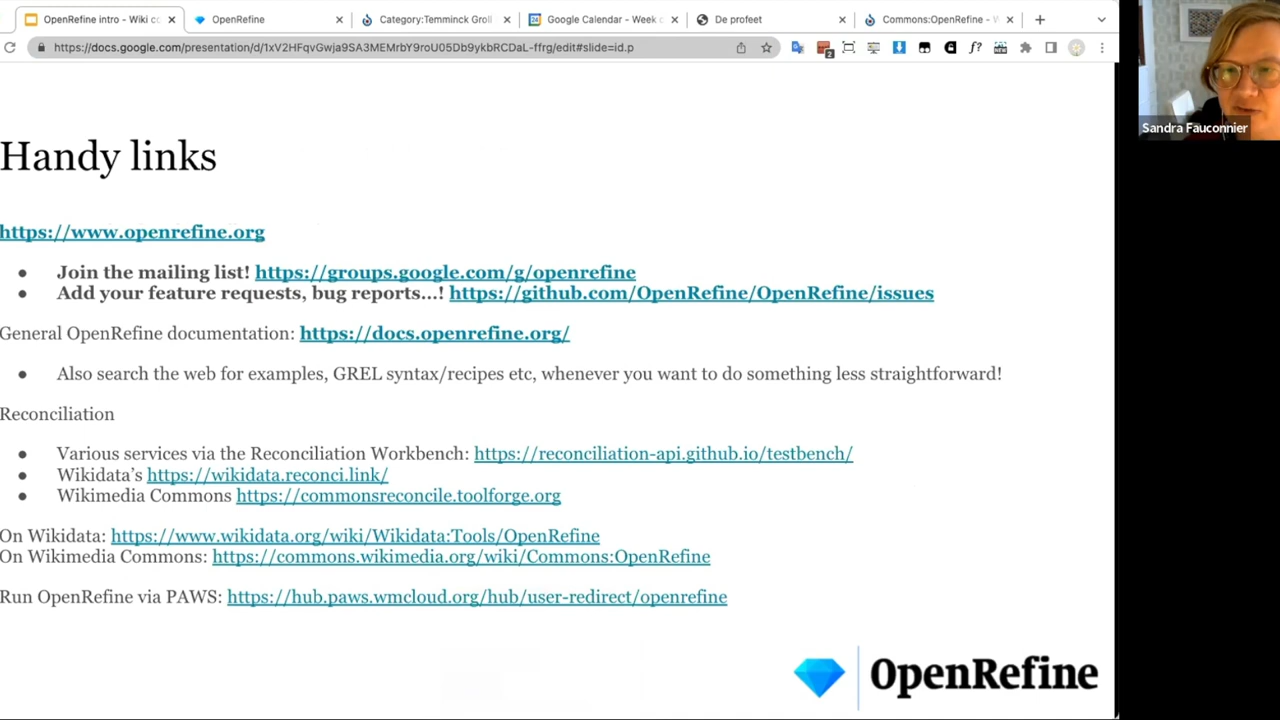 OpenRefine intro - Wiki co
OpenRefine
Category:Temminck Groll
Google Calendar - Week o
De profeet
Commons:OpenRefine - W
https://docs.google.com/presentation/d/1xV2HFqvGwja9SA3MEMrbY9roU05Db9ykbRCDaL-ffrg/edit#slide=id.p
2
f?
Sandra Fauconnier
Handy links
https://www.openrefine.org
● Join the mailing list! https://groups.google.com/g/openrefine
● Add your feature requests, bug reports...! https://github.com/OpenRefine/OpenRefine/issues
General OpenRefine documentation: https://docs.openrefine.org/
● Also search the web for examples, GREL syntax/recipes etc, whenever you want to do something less straightforward!
Reconciliation
● Various services via the Reconciliation Workbench: https://reconciliation-api.github.io/testbench/
● Wikidata’s https://wikidata.reconci.link/
● Wikimedia Commons https://commonsreconcile.toolforge.org
On Wikidata: https://www.wikidata.org/wiki/Wikidata:Tools/OpenRefine
On Wikimedia Commons: https://commons.wikimedia.org/wiki/Commons:OpenRefine
Run OpenRefine via PAWS: https://hub.paws.wmcloud.org/hub/user-redirect/openrefine
OpenRefine